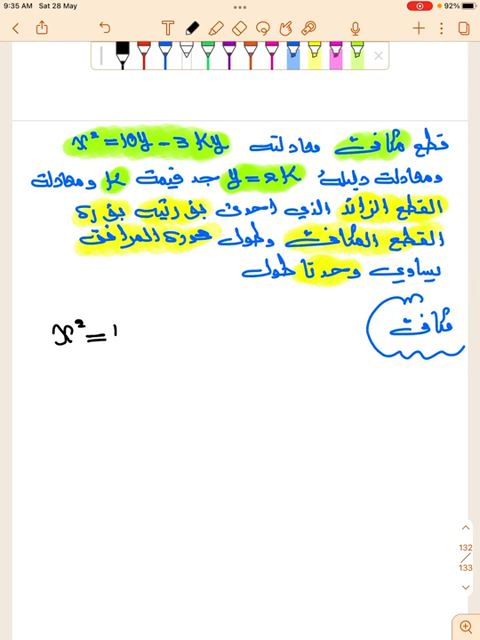 9:35 AM Sat 28 May
92%
قطع مكافئ معادلته x² = 10y - 3Ky
ومعادلة دليله y = 2K جد قيمة K ومعادلة
القطع الزائد الذي احدى بؤرتيه بؤرة
القطع المكافئ وطول محوره المرافق
يساوي وحدتا طول
مكافئ
x² = 1
132
133